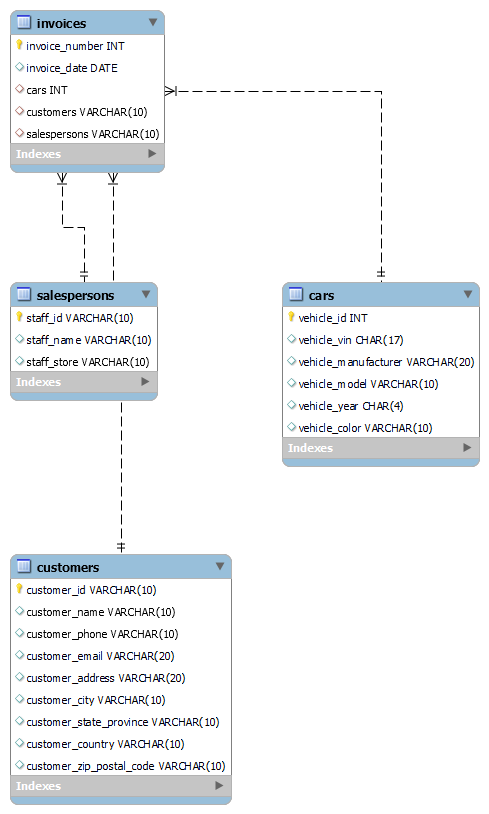 invoices
invoice_number INT
invoice_date DATE
cars INT
customers VARCHAR(10)
salespersons VARCHAR(10)
Indexes
salespersons
staff_id VARCHAR(10)
staff_name VARCHAR(10)
staff_store VARCHAR(10)
Indexes
cars
vehicle_id INT
vehicle_vin CHAR(17)
vehicle_manufacturer VARCHAR(20)
vehicle_model VARCHAR(10)
vehicle_year CHAR(4)
vehicle_color VARCHAR(10)
Indexes
customers
customer_id VARCHAR(10)
customer_name VARCHAR(10)
customer_phone VARCHAR(10)
customer_email VARCHAR(20)
customer_address VARCHAR(20)
customer_city VARCHAR(10)
customer_state_province VARCHAR(10)
customer_country VARCHAR(10)
customer_zip_postal_code VARCHAR(10)
Indexes